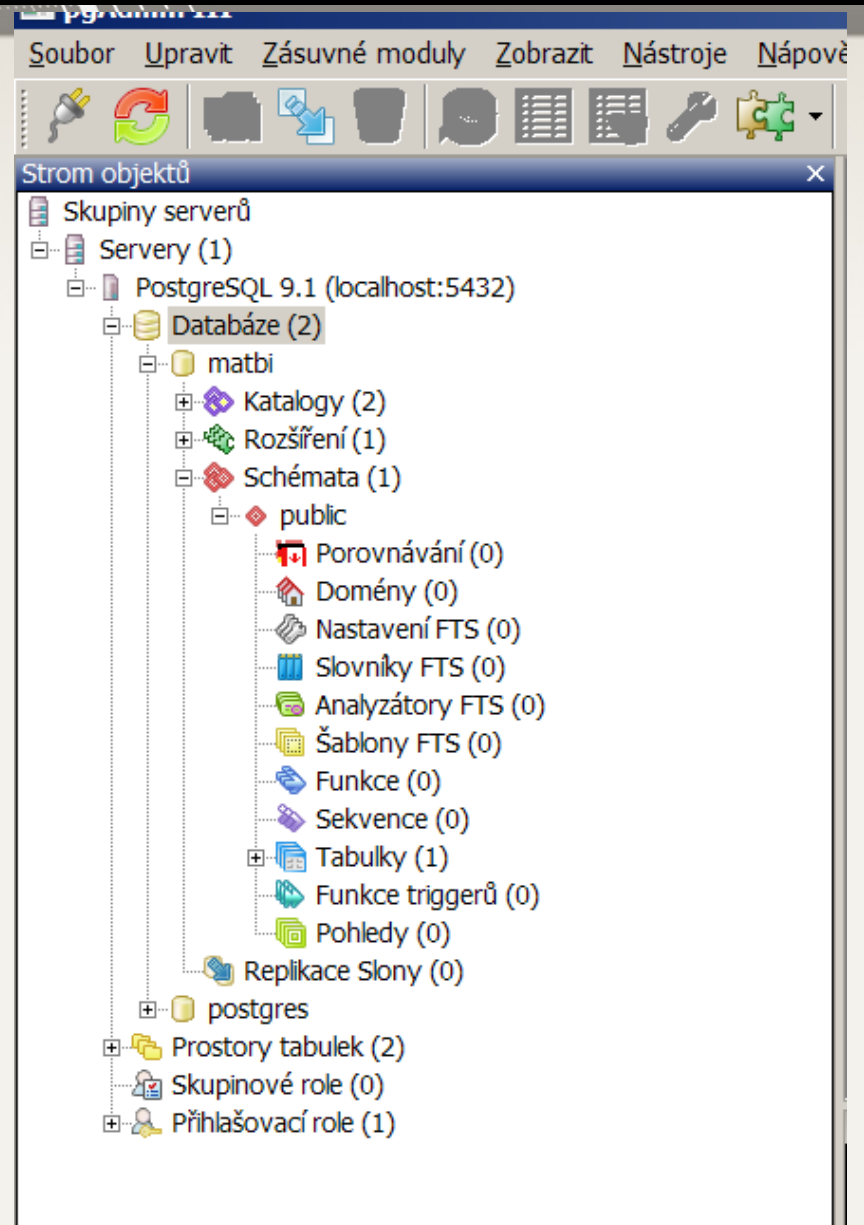 pgAdmin III
Soubor Upravit Zásuvné moduly Zobrazit Nástroje Nápově
Strom objektů
Skupiny serverů
Servery (1)
PostgreSQL 9.1 (localhost:5432)
Databáze (2)
matbi
Katalogy (2)
Rozšíření (1)
Schémata (1)
public
Porovnávání (0)
Domény (0)
Nastavení FTS (0)
Slovníky FTS (0)
Analyzátory FTS (0)
Šablony FTS (0)
Funkce (0)
Sekvence (0)
Tabulky (1)
Funkce triggerů (0)
Pohledy (0)
Replikace Slony (0)
postgres
Prostory tabulek (2)
Skupinové role (0)
Přihlašovací role (1)